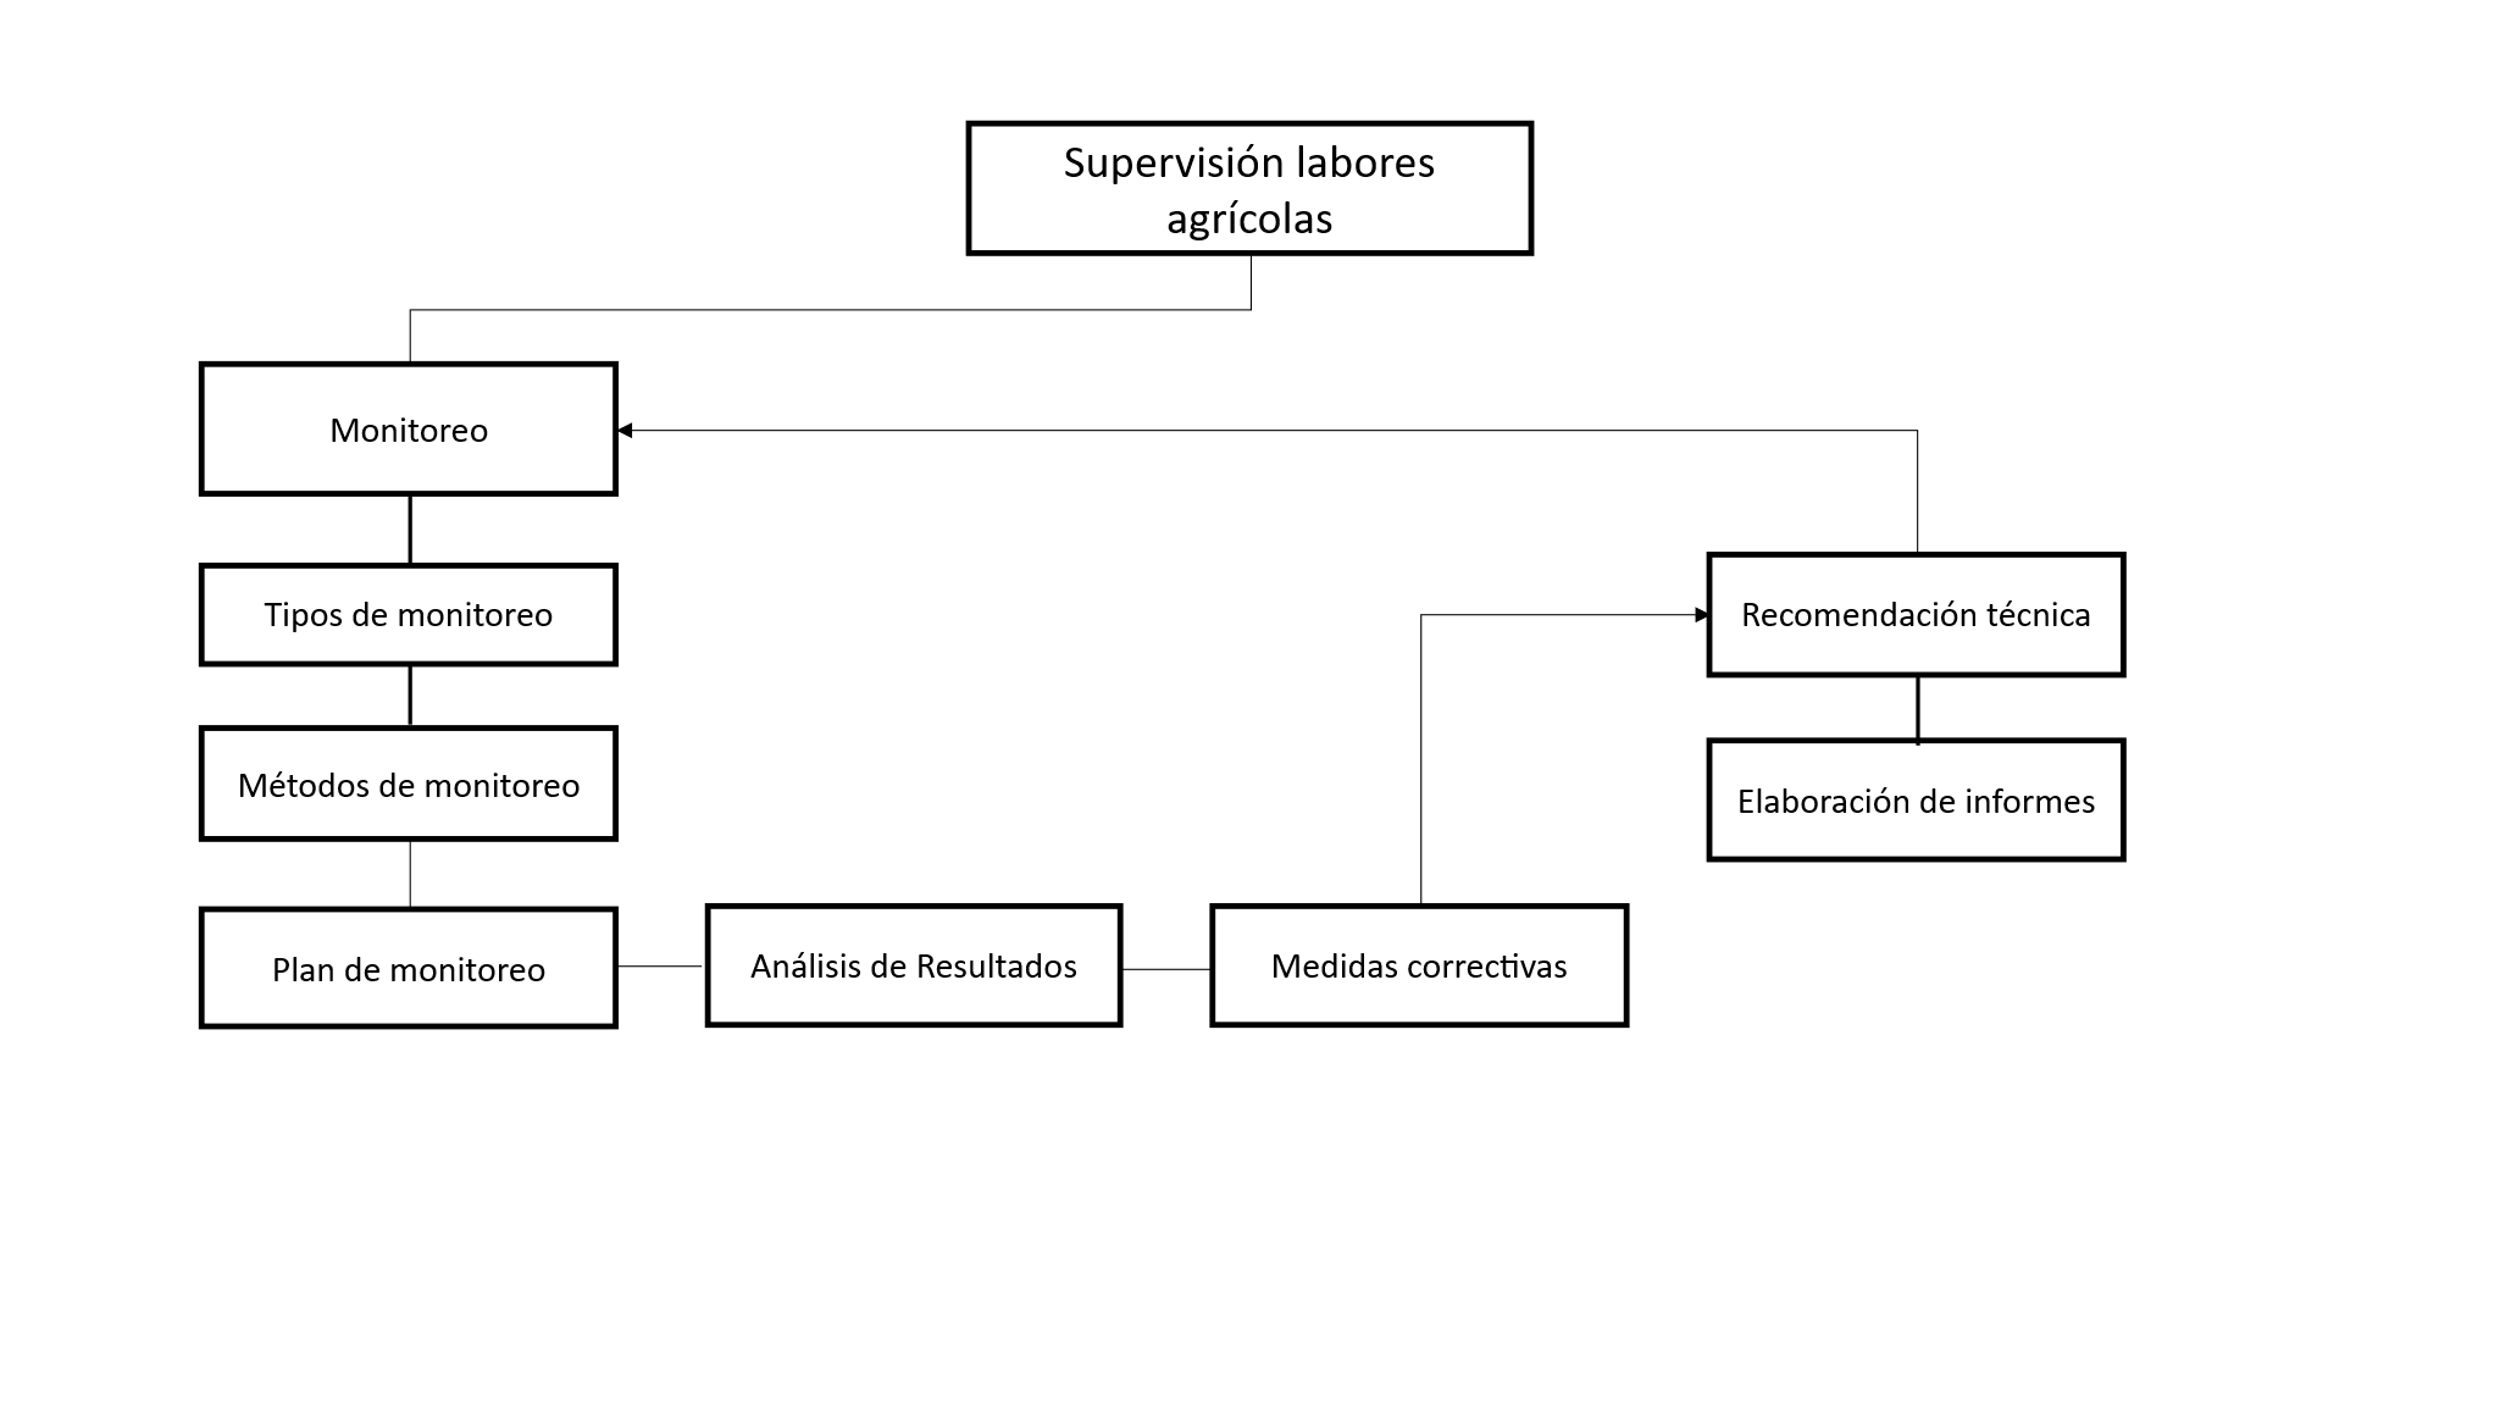 Supervisión labores
agrícolas
Monitoreo
Tipos de monitoreo
Recomendación técnica
Métodos de monitoreo
Elaboración de informes
Plan de monitoreo
Análisis de Resultados
Medidas correctivas